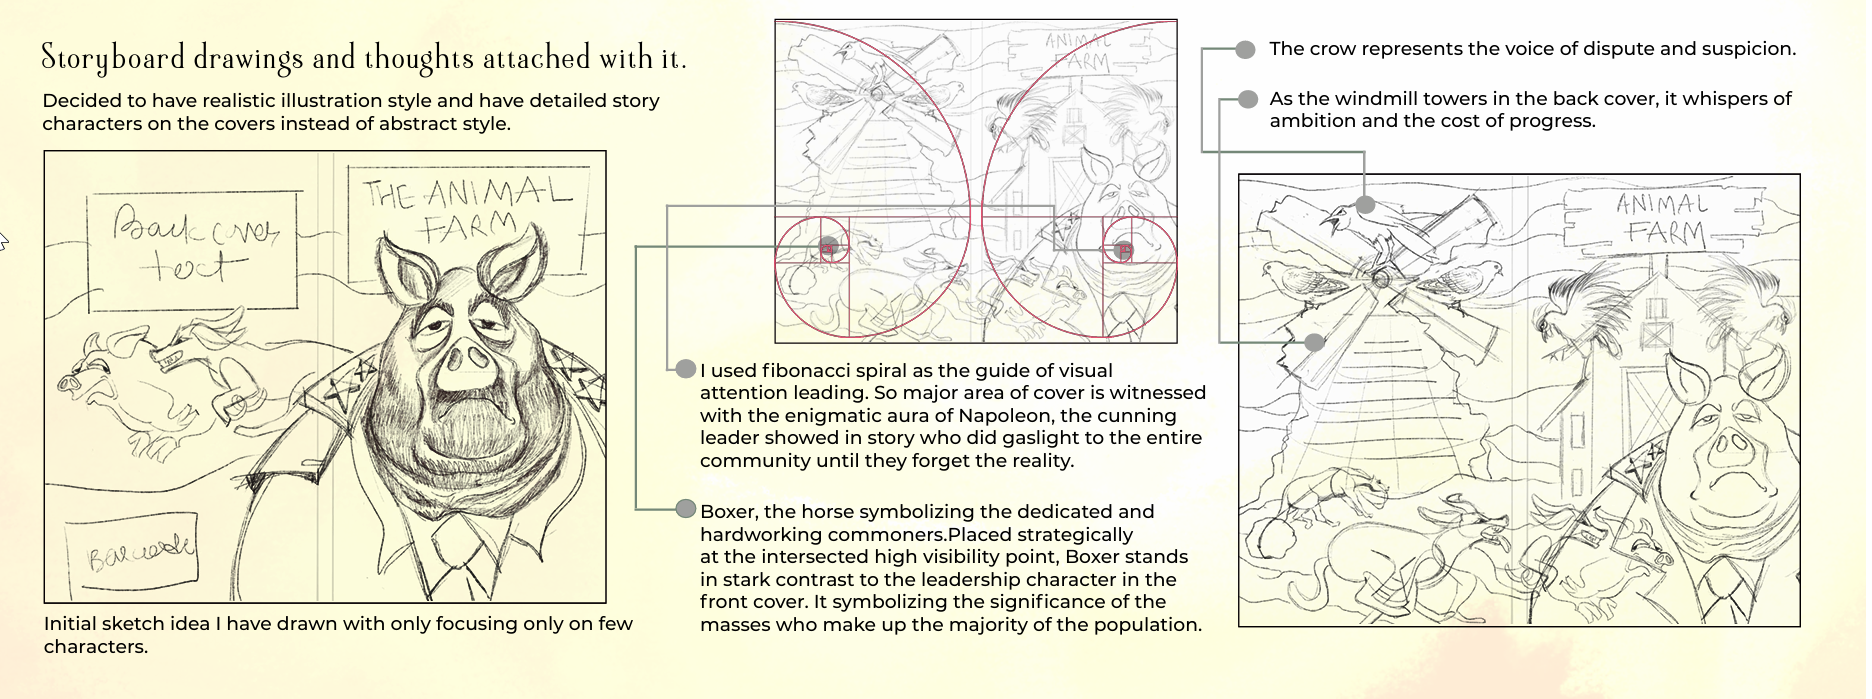 Storyboard drawings and thoughts attached with it.
Decided to have realistic illustration style and have detailed story
characters on the covers instead of abstract style.
Back cover
text
THE ANIMAL
FARM
Initial sketch idea I have drawn with only focusing only on few
characters.
ANIMAL
FARM
I used fibonacci spiral as the guide of visual
attention leading. So major area of cover is witnessed
with the enigmatic aura of Napoleon, the cunning
leader showed in story who did gaslight to the entire
community until they forget the reality.
Boxer, the horse symbolizing the dedicated and
hardworking commoners.Placed strategically
at the intersected high visibility point, Boxer stands
in stark contrast to the leadership character in the
front cover. It symbolizing the significance of the
masses who make up the majority of the population.
The crow represents the voice of dispute and suspicion.
As the windmill towers in the back cover, it whispers of
ambition and the cost of progress.
ANIMAL
FARM